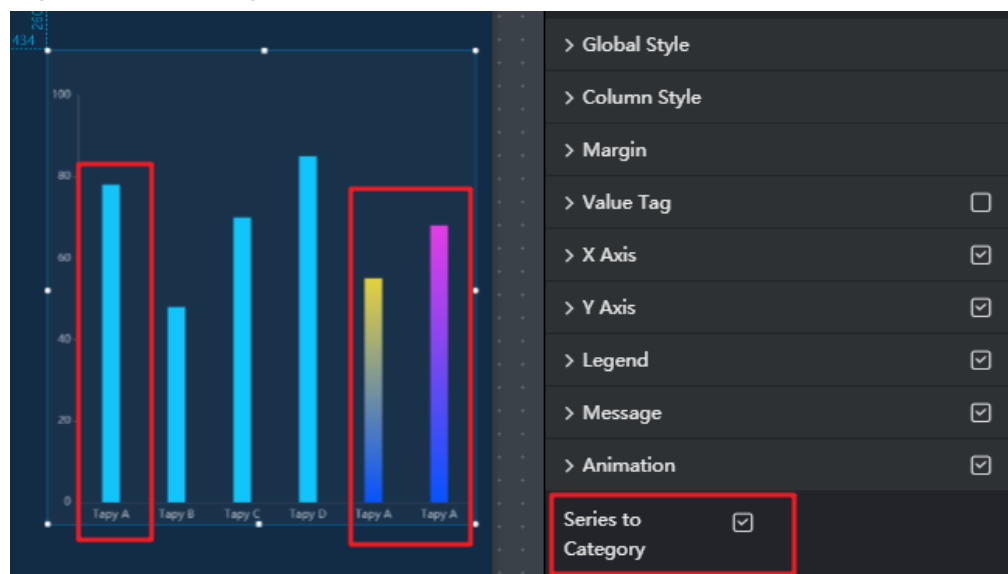 260
434
100
80
60
40
20
0
Tapy A Tapy B Tapy C Tapy D Tapy A Tapy A
> Global Style
> Column Style
> Margin
> Value Tag
> X Axis
> Y Axis
> Legend
> Message
> Animation
Series to
Category